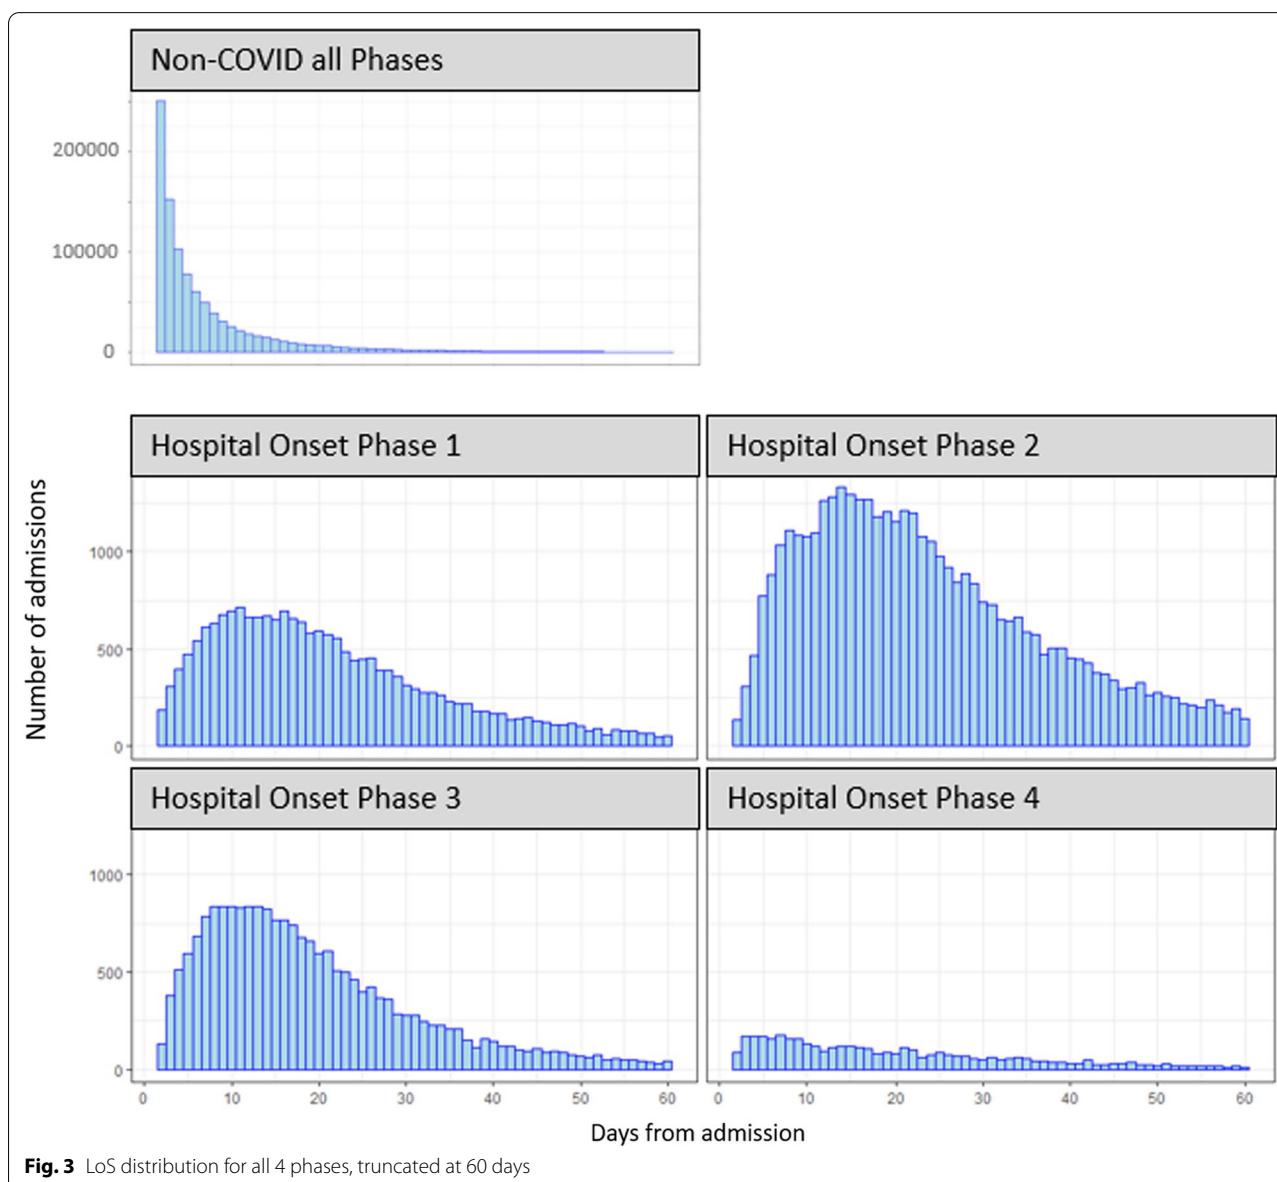 Non-COVID all Phases
200000
100000
0
Number of admissions
Hospital Onset Phase 1
Hospital Onset Phase 2
1000
500
0
Hospital Onset Phase 3
Hospital Onset Phase 4
1000
500
0
0 10 20 30 40 50 60
0 10 20 30 40 50 60
Days from admission
Fig. 3 LoS distribution for all 4 phases, truncated at 60 days